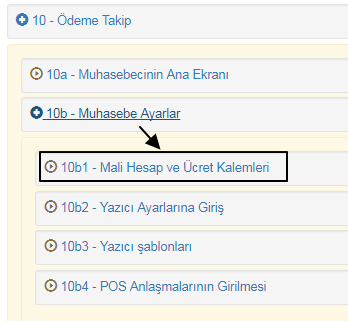 10 - Ödeme Takip
10a - Muhasebecinin Ana Ekranı
10b - Muhasebe Ayarlar
10b1 - Mali Hesap ve Ücret Kalemleri
10b2 - Yazıcı Ayarlarına Giriş
10b3 - Yazıcı şablonları
10b4 - POS Anlaşmalarının Girilmesi